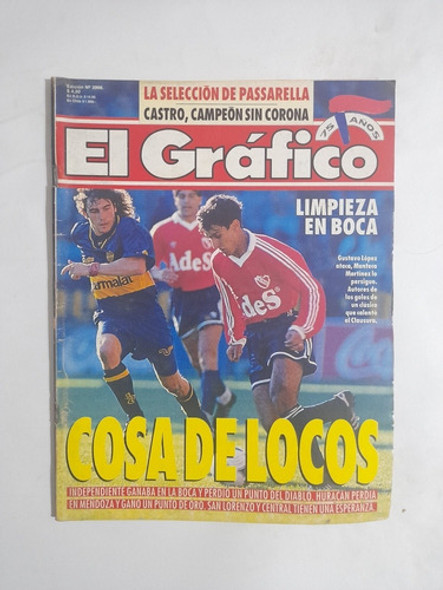 LA SELECCIÓN DE PASSARELLA
CASTRO, CAMPEÓN SIN CORONA
75 AÑOS
El Gráfico
LIMPIEZA
EN BOCA
Gustavo López
ataca, Montero
Martínez lo
persigue.
Autores de
los goles de
un clásico
que calentó
el Clausura.
Parmalat
AdeS
AdeS
COSA DE LOCOS
INDEPENDIENTE GANABA EN LA BOCA Y PERDIÓ UN PUNTO DEL DIABLO. HURACÁN PERDÍA
EN MENDOZA Y GANÓ UN PUNTO DE ORO. SAN LORENZO Y CENTRAL TIENEN UNA ESPERANZA.